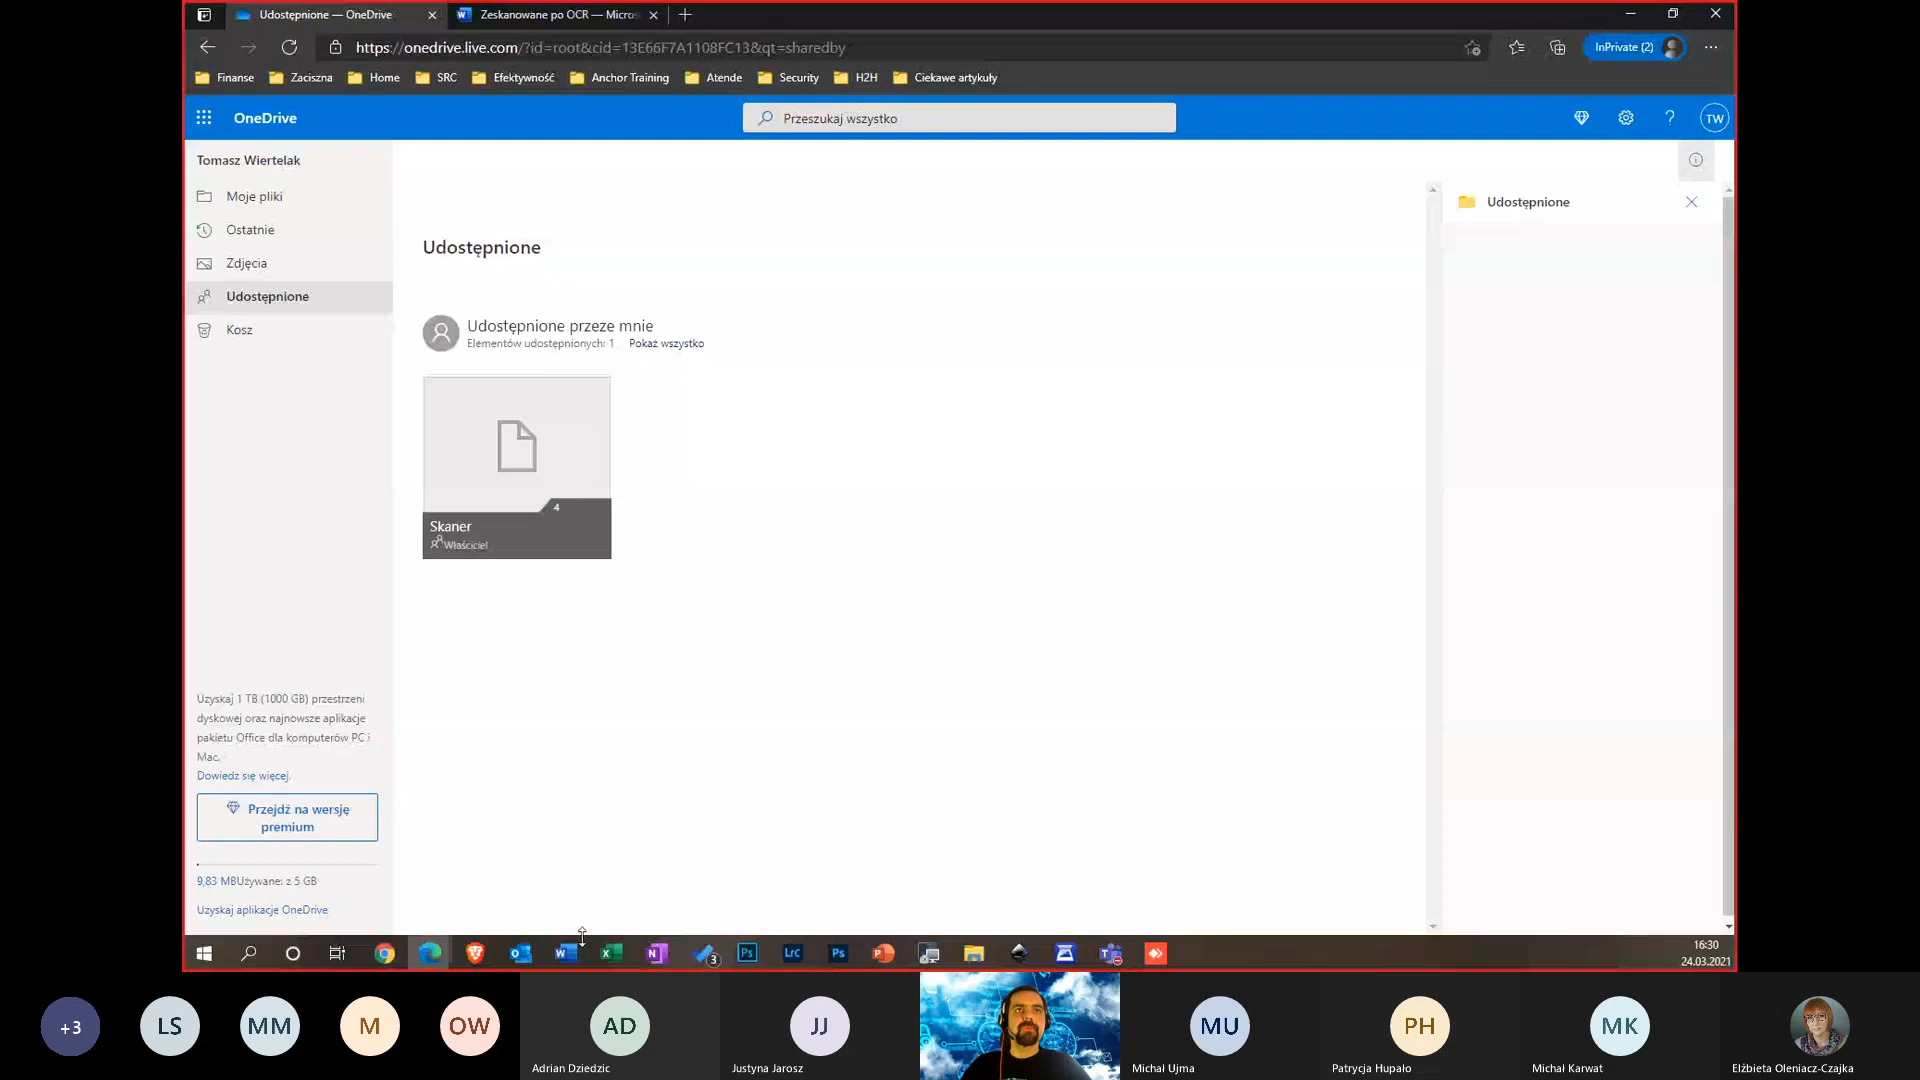 Udostępnione — OneDrive
Zeskanowane po OCR — Micros
https://onedrive.live.com/?id=root&cid=13E66F7A1108FC13&qt=sharedby
InPrivate (2)
Finanse
Zaciszna
Home
SRC
Efektywność
Anchor Training
Atende
Security
H2H
Ciekawe artykuły
OneDrive
Przeszukaj wszystko
TW
Tomasz Wiertelak
Moje pliki
Ostatnie
Zdjęcia
Udostępnione
Kosz
Udostępnione
Udostępnione przeze mnie
Elementów udostępnionych: 1 Pokaż wszystko
4
Skaner
Właściciel
Udostępnione
Uzyskaj 1 TB (1000 GB) przestrzeni
dyskowej oraz najnowsze aplikacje
pakietu Office dla komputerów PC i
Mac.
Dowiedz się więcej.
Przejdź na wersję
premium
9,83 MBUżywane: z 5 GB
Uzyskaj aplikacje OneDrive
3
Ps
LrC
Ps
16:30
24.03.2021
+3
LS
MM
M
OW
AD
Adrian Dziedzic
JJ
Justyna Jarosz
MU
Michał Ujma
PH
Patrycja Hupało
MK
Michał Karwat
Elżbieta Oleniacz-Czajka